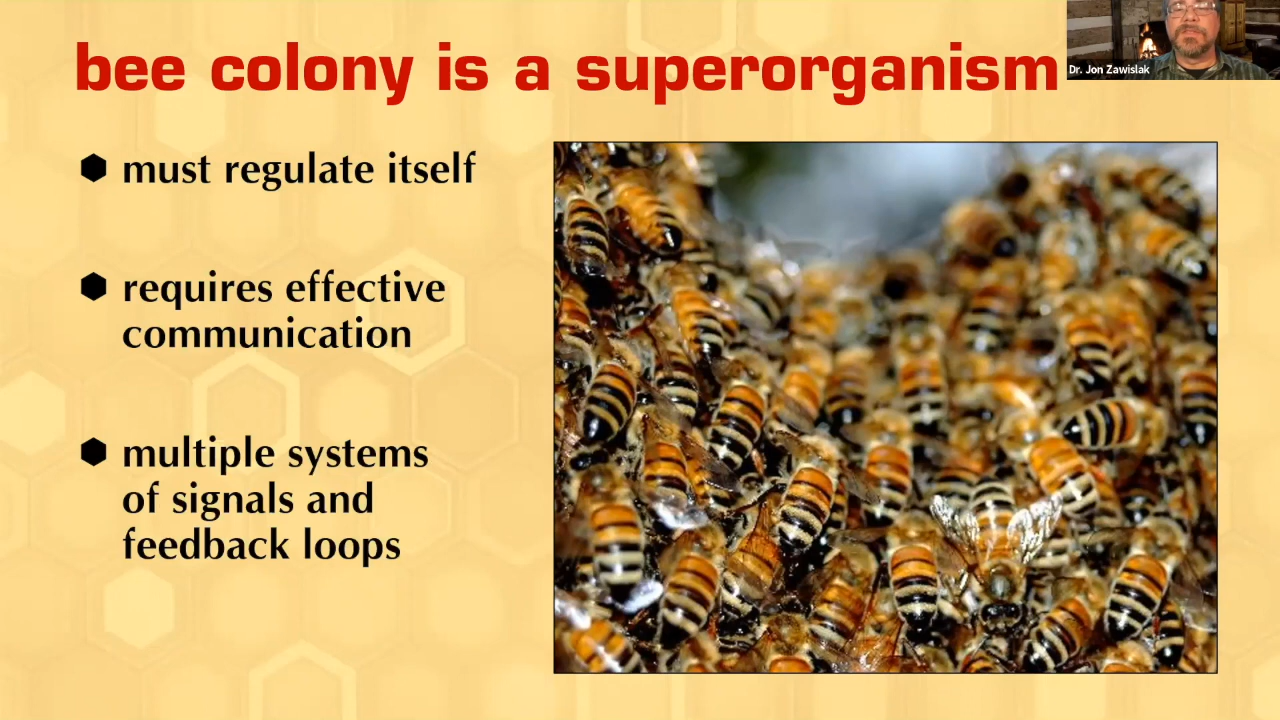 bee colony is a superorganism
Dr. Jon Zawislak
must regulate itself
requires effective
communication
multiple systems
of signals and
feedback loops